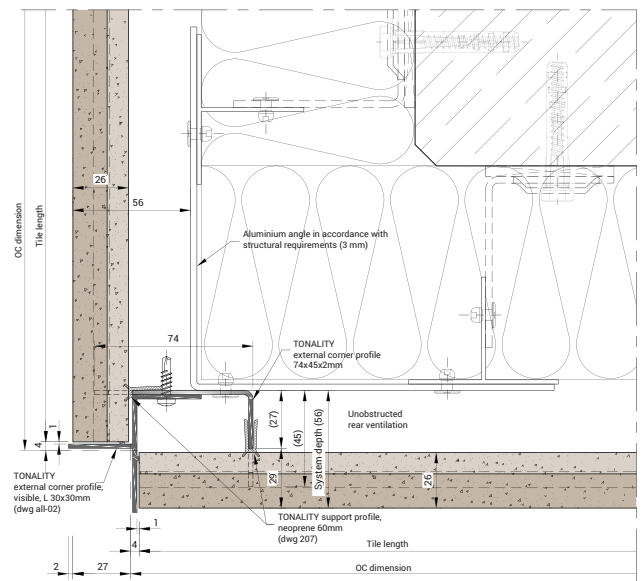 OC dimension
Tile length
26
56
Aluminium angle in accordance with
structural requirements (3 mm)
74
TONALITY
external corner profile
74x45x2mm
(27)
(45)
System depth (56)
Unobstructed
rear ventilation
1
4
29
26
TONALITY
external corner profile,
visible, L 30x30mm
(dwg all-02)
TONALITY support profile,
neoprene 60mm
(dwg 207)
1
4
Tile length
2
27
OC dimension